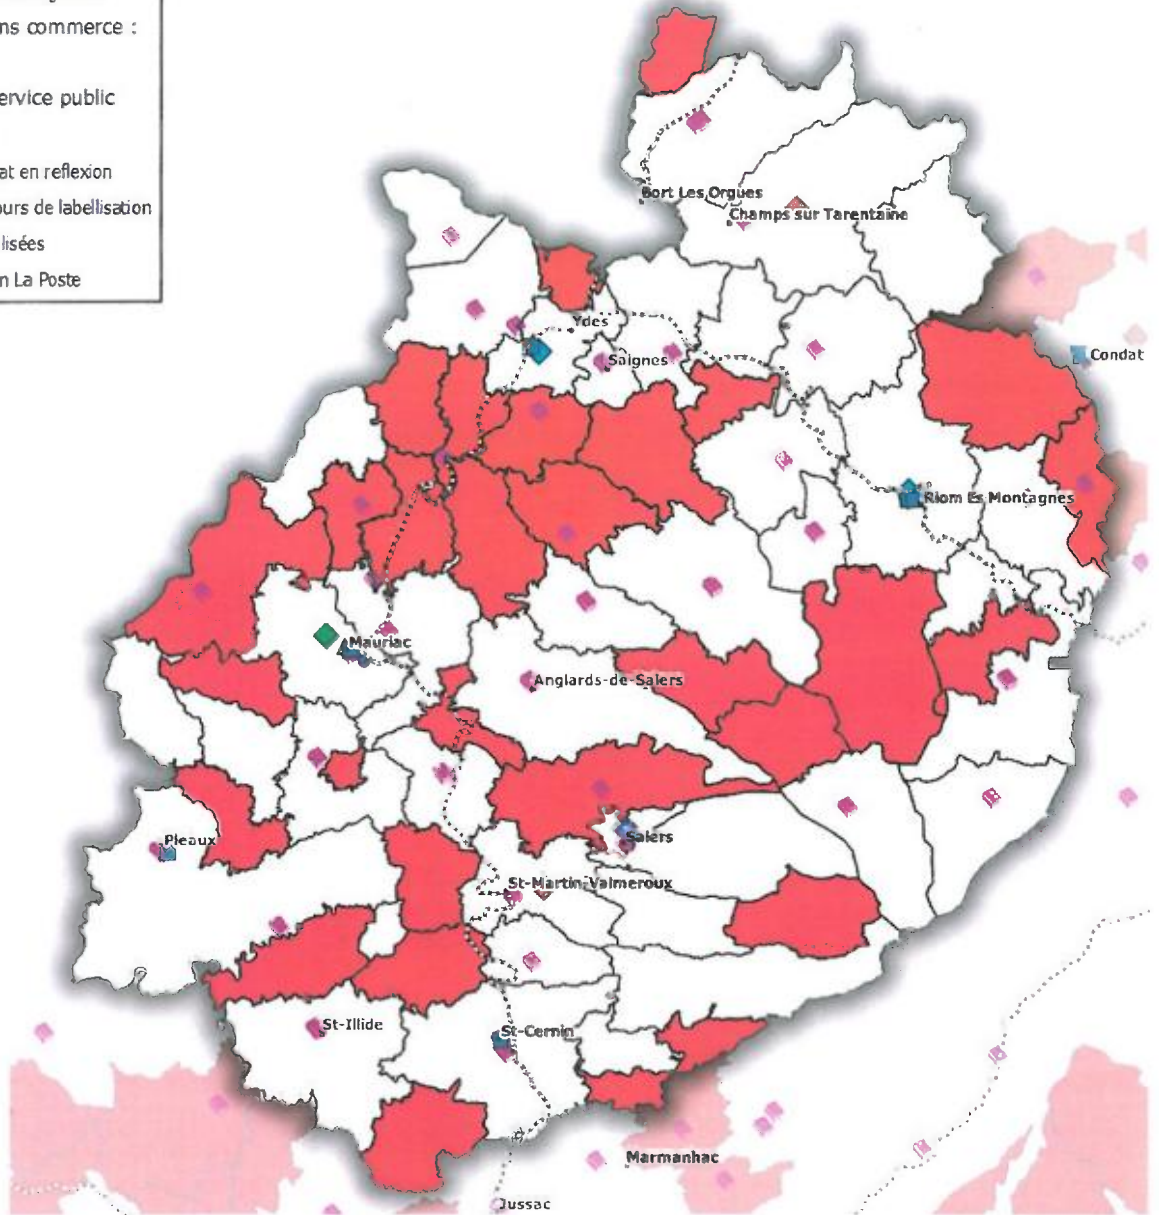 ns commerce :
ervice public
at en reflexion
ours de labellisation
lisées
n La Poste
Bort Les Orgues
Champs sur Tarentaine
Ydes
Saignes
Condat
Riom Es Montagnes
Mauriac
Anglards-de-Salers
Pleaux
Salers
St-Martin-Valmeroux
St-Illide
St-Cernin
Marmanhac
Jussac